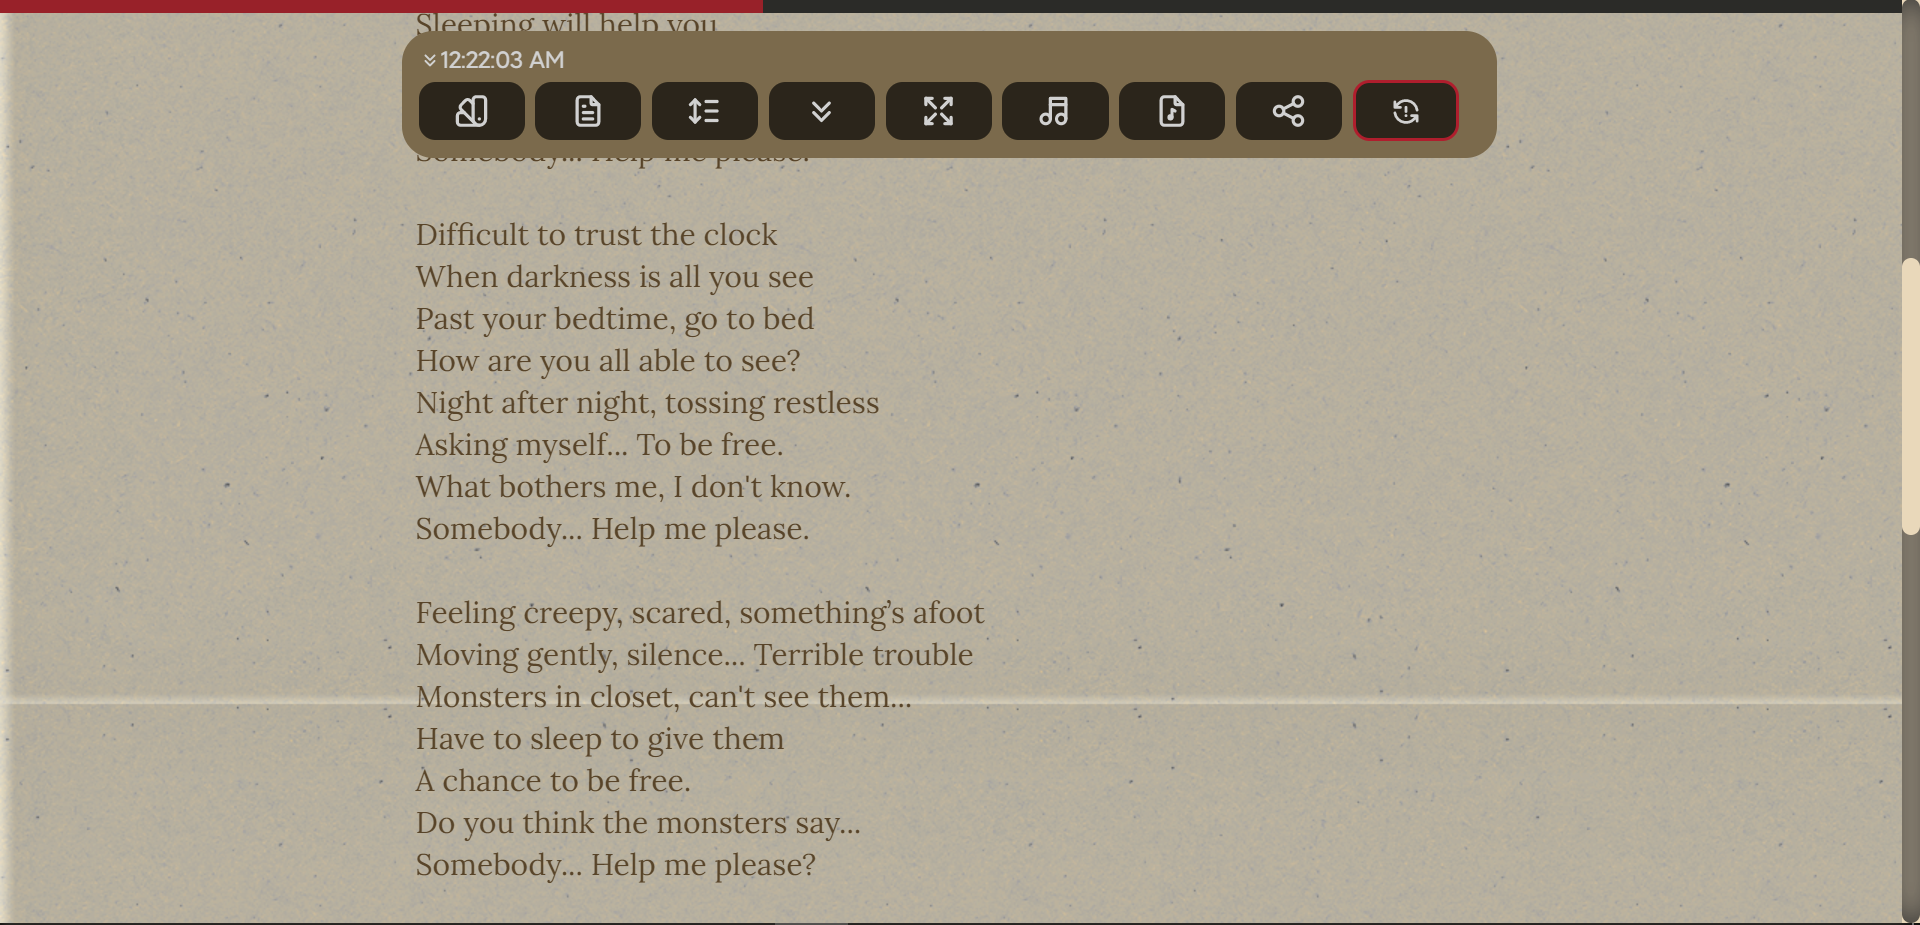 Sleeping will help you
12:22:03 AM
Somebody... Help me please.
Difficult to trust the clock
When darkness is all you see
Past your bedtime, go to bed
How are you all able to see?
Night after night, tossing restless
Asking myself... To be free.
What bothers me, I don't know.
Somebody... Help me please.
Feeling creepy, scared, something’s afoot
Moving gently, silence... Terrible trouble
Monsters in closet, can't see them...
Have to sleep to give them
A chance to be free.
Do you think the monsters say...
Somebody... Help me please?